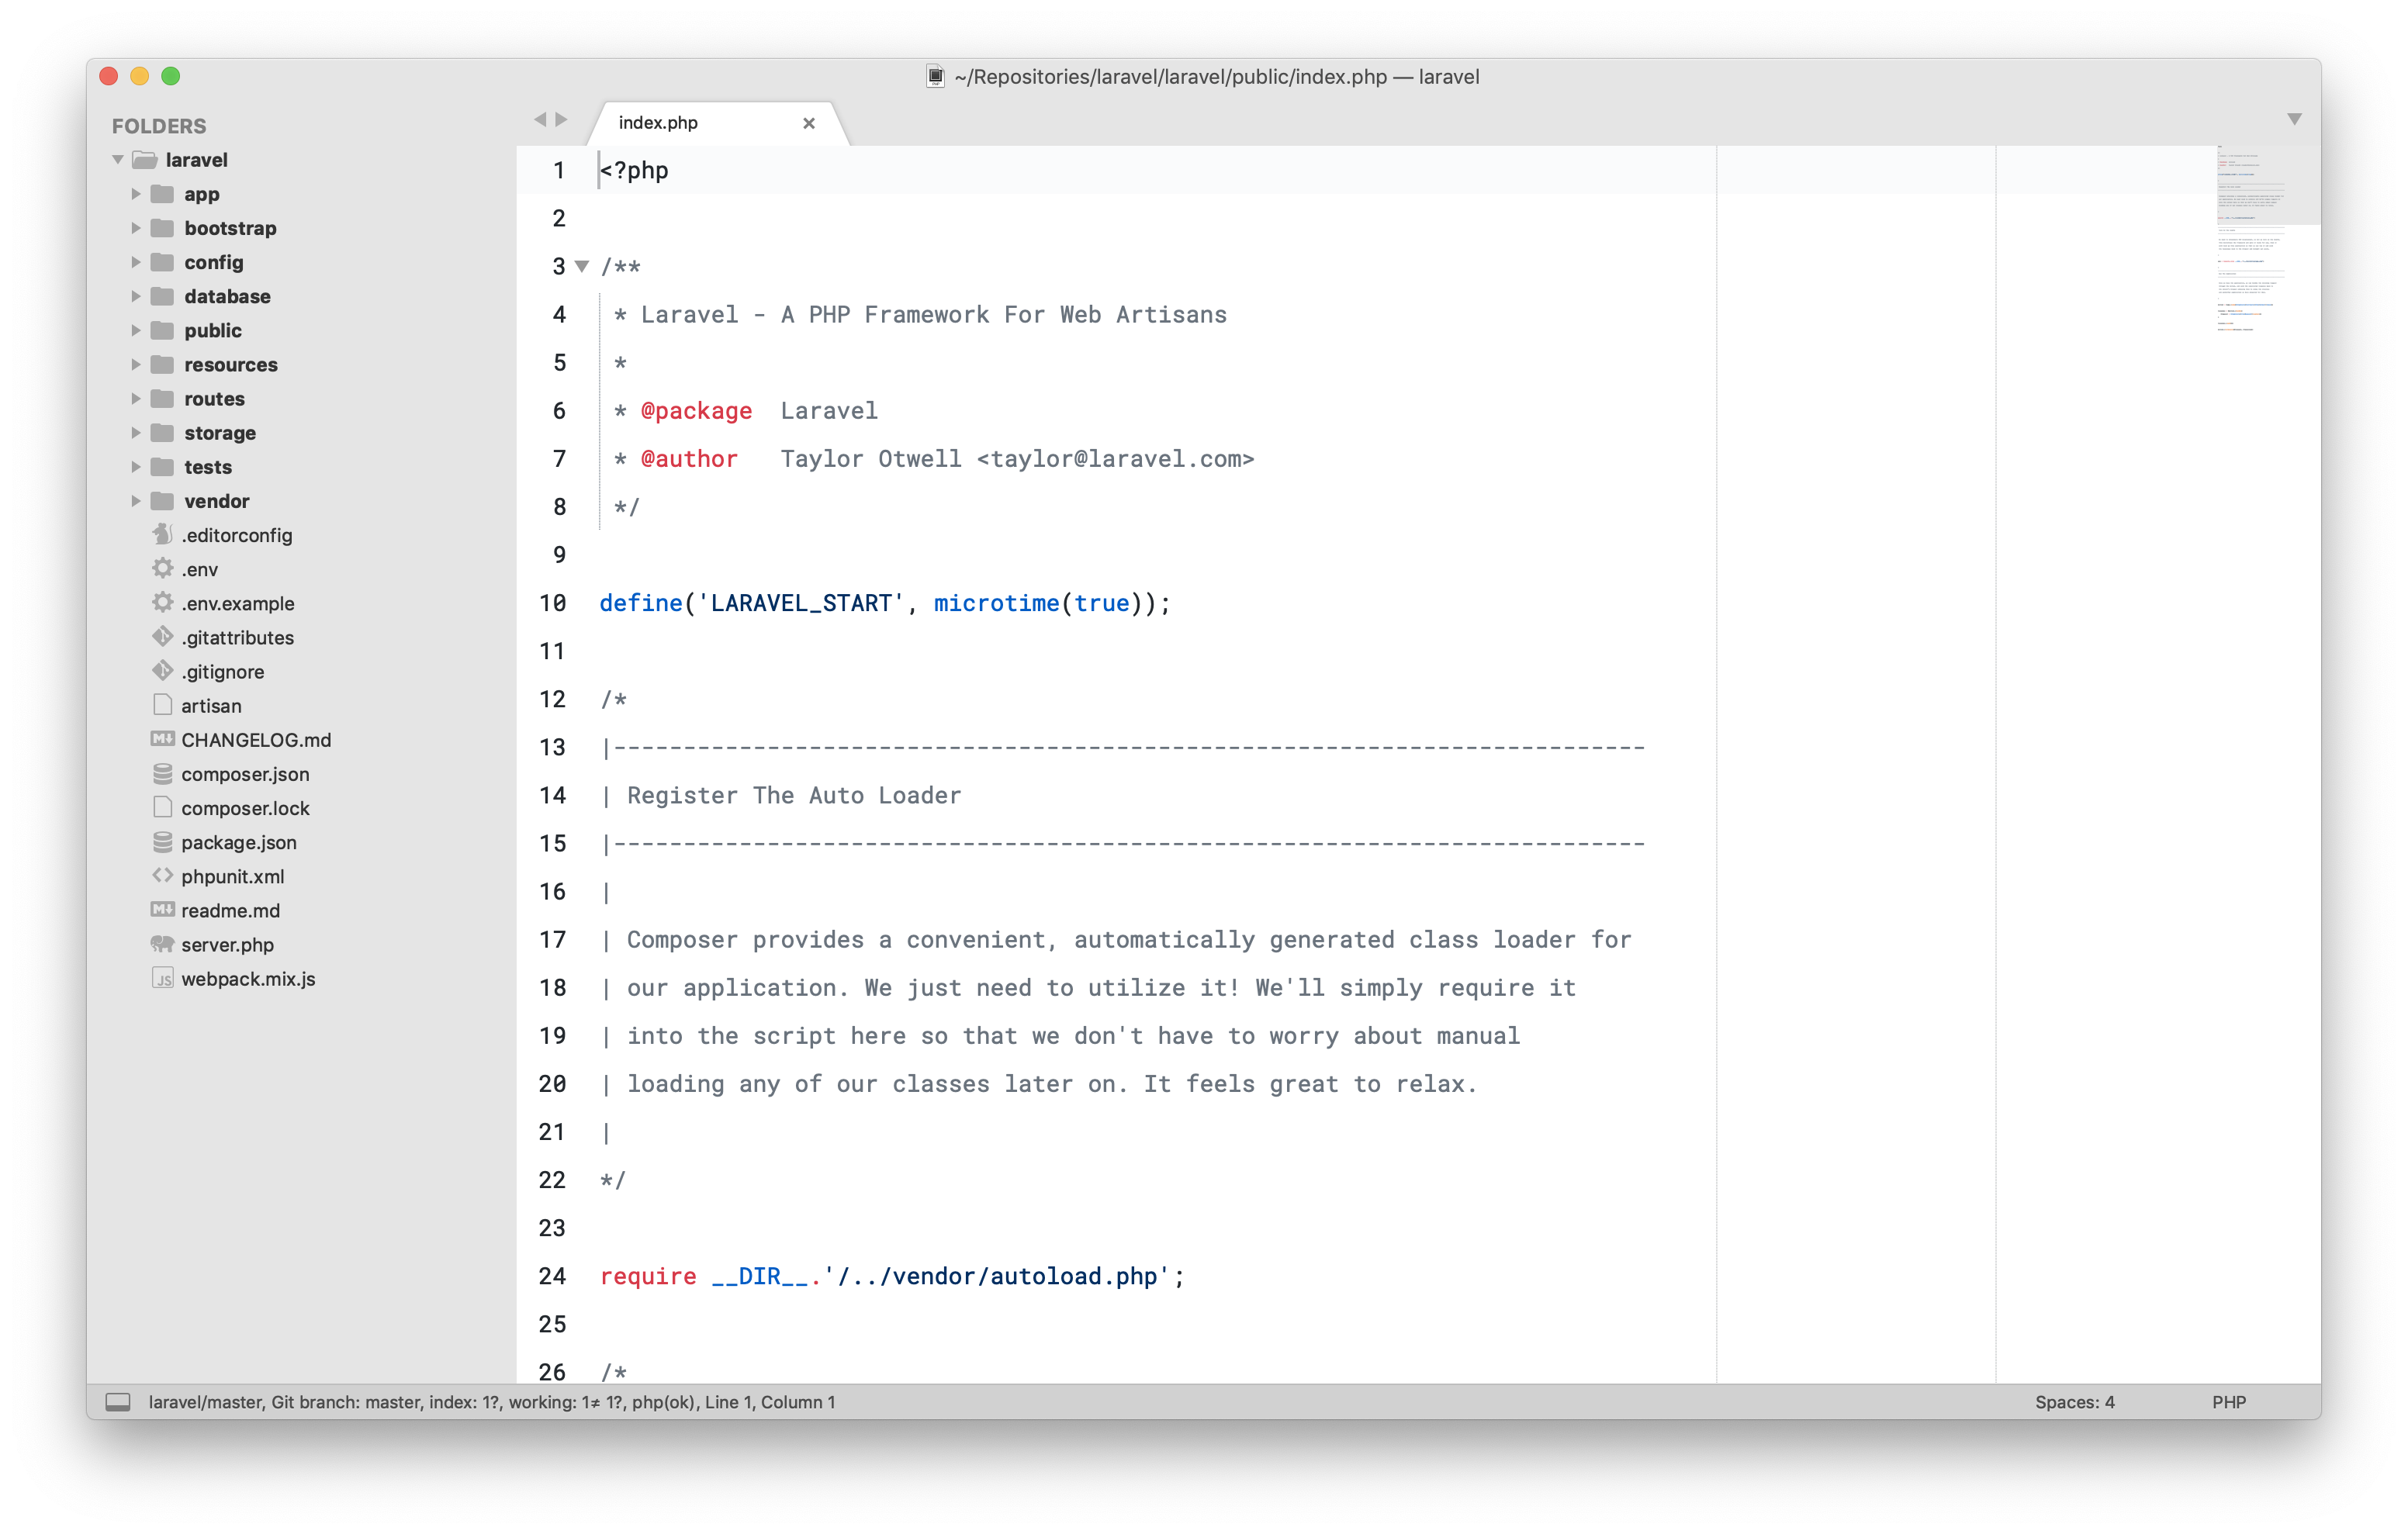 ~/Repositories/laravel/laravel/public/index.php — laravel
FOLDERS
laravel
app
bootstrap
config
database
public
resources
routes
storage
tests
vendor
.editorconfig
.env
.env.example
.gitattributes
.gitignore
artisan
CHANGELOG.md
composer.json
composer.lock
package.json
phpunit.xml
readme.md
server.php
webpack.mix.js
index.php
1 <?php
2
3 /**
4  * Laravel - A PHP Framework For Web Artisans
5  *
6  * @package  Laravel
7  * @author   Taylor Otwell <taylor@laravel.com>
8  */
9
10 define('LARAVEL_START', microtime(true));
11
12 /*
13 |--------------------------------------------------------------------------
14 | Register The Auto Loader
15 |--------------------------------------------------------------------------
16 |
17 | Composer provides a convenient, automatically generated class loader for
18 | our application. We just need to utilize it! We'll simply require it
19 | into the script here so that we don't have to worry about manual
20 | loading any of our classes later on. It feels great to relax.
21 |
22 */
23
24 require __DIR__.'/../vendor/autoload.php';
25
26 /*
laravel/master, Git branch: master, index: 1?, working: 1≠ 1?, php(ok), Line 1, Column 1
Spaces: 4
PHP